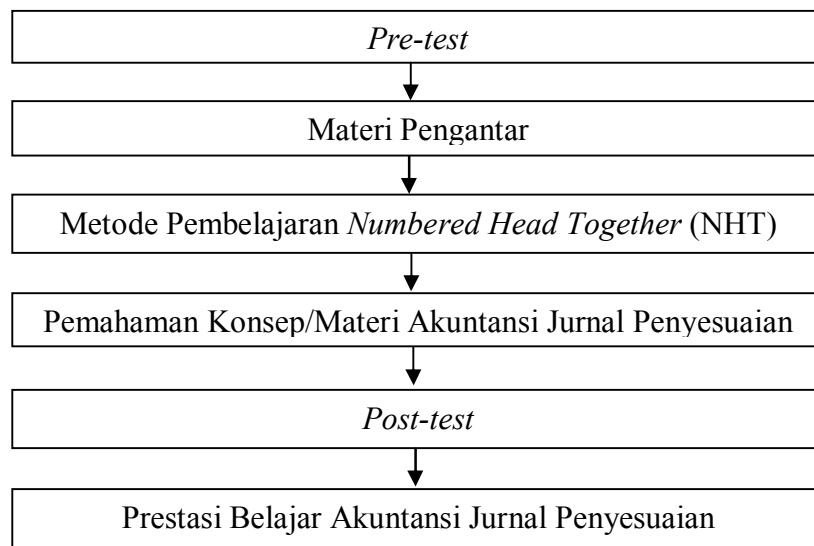 Pre-test
Materi Pengantar
Metode Pembelajaran Numbered Head Together (NHT)
Pemahaman Konsep/Materi Akuntansi Jurnal Penyesuaian
Post-test
Prestasi Belajar Akuntansi Jurnal Penyesuaian